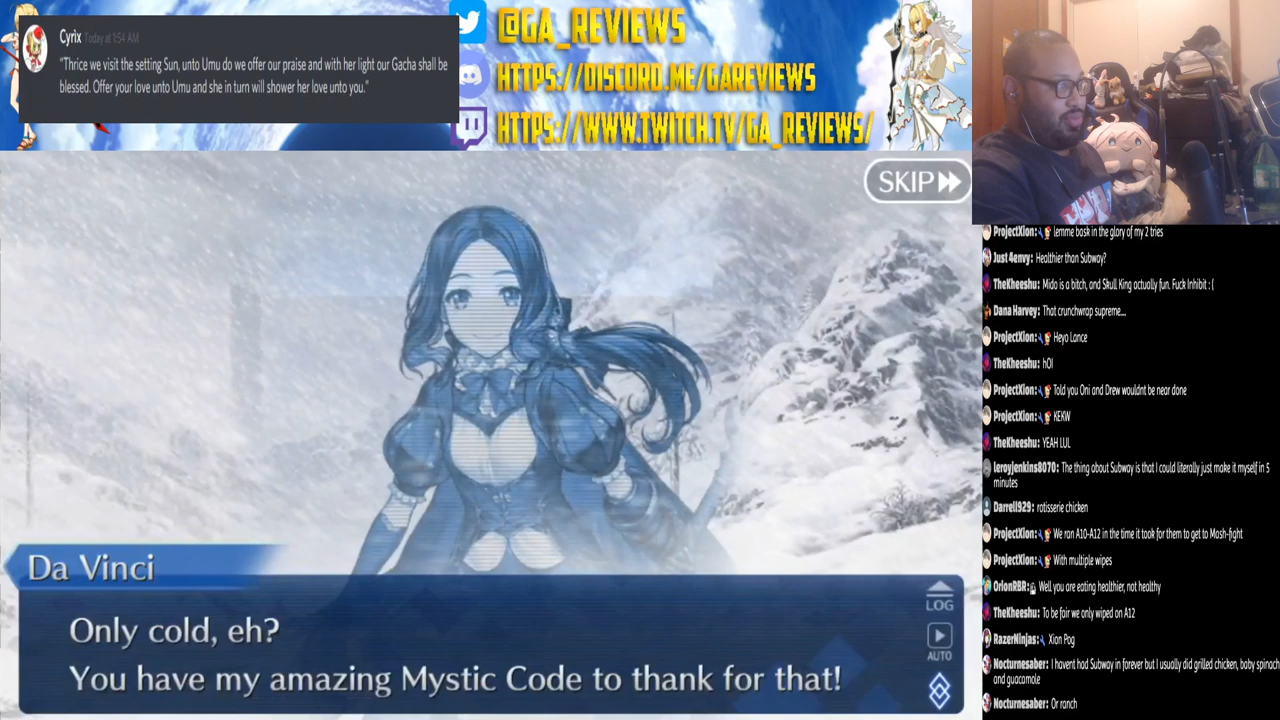 Cyrix Today at 1:54 AM
"Thrice we visit the setting Sun, unto Umu do we offer our praise and with her light our Gacha shall be
blessed. Offer your love unto Umu and she in turn will shower her love unto you."
@GA_REVIEWS
HTTPS://DISCORD.ME/GAREVIEWS
HTTPS://WWW.TWITCH.TV/GA_REVIEWS/
SKIP
Da Vinci
Only cold, eh?
You have my amazing Mystic Code to thank for that!
LOG
AUTO
ProjectXion: lemme bask in the glory of my 2 tries
Just4envy: Healthier than Subway?
TheKheeshu: Mido is a bitch, and Skull King actually fun. Fuck Inhibit : (
Dana Harvey: That crunchwrap supreme...
ProjectXion: Heyo Lance
TheKheeshu: hOI
ProjectXion: Told you Oni and Drew wouldnt be near done
ProjectXion: KEKW
TheKheeshu: YEAH LUL
leroyjenkins8070: The thing about Subway is that I could literally just make it myself in 5
minutes
Darrell929: rotisserie chicken
ProjectXion: We ran A10-A12 in the time it took for them to get to Mosh-fight
ProjectXion: With multiple wipes
OrionRBR: Well you are eating healthier, not healthy
TheKheeshu: To be fair we only wiped on A12
RazerNinjas: Xion Pog
Nocturnesaber: I havent had Subway in forever but I usually did grilled chicken, baby spinach
and guacamole
Nocturnesaber: Or ranch